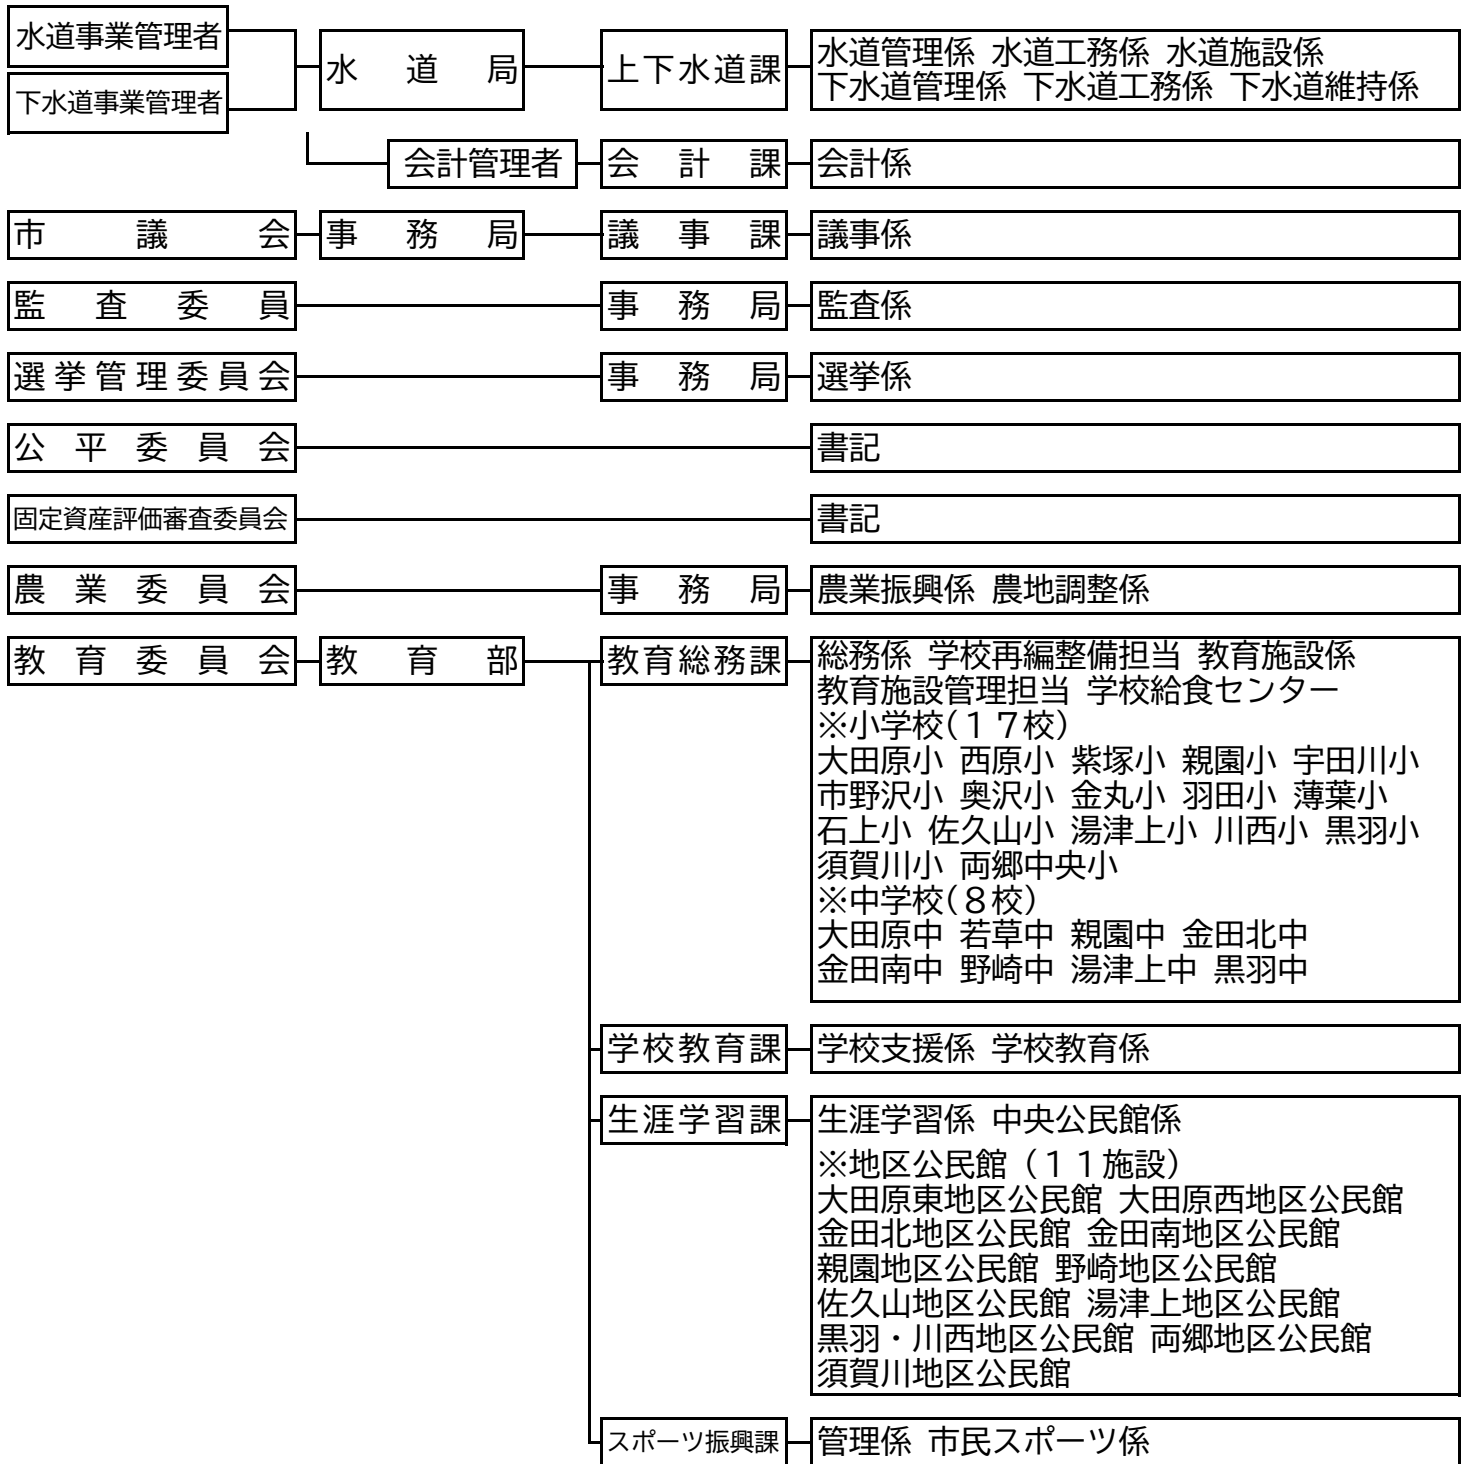 水道事業管理者
下水道事業管理者
水道局
上下水道課
水道管理係 水道工務係 水道施設係
下水道管理係 下水道工務係 下水道維持係
会計管理者
会計課
会計係
市議会
事務局
議事課
議事係
監査委員
事務局
監査係
選挙管理委員会
事務局
選挙係
公平委員会
書記
固定資産評価審査委員会
書記
農業委員会
事務局
農業振興係 農地調整係
教育委員会
教育部
教育総務課
総務係 学校再編整備担当 教育施設係
教育施設管理担当 学校給食センター
※小学校(17校)
大田原小 西原小 紫塚小 親園小 宇田川小
市野沢小 奥沢小 金丸小 羽田小 薄葉小
石上小 佐久山小 湯津上小 川西小 黒羽小
須賀川小 両郷中央小
※中学校(8校)
大田原中 若草中 親園中 金田北中
金田南中 野崎中 湯津上中 黒羽中
学校教育課
学校支援係 学校教育係
生涯学習課
生涯学習係 中央公民館係
※地区公民館(11施設)
大田原東地区公民館 大田原西地区公民館
金田北地区公民館 金田南地区公民館
親園地区公民館 野崎地区公民館
佐久山地区公民館 湯津上地区公民館
黒羽・川西地区公民館 両郷地区公民館
須賀川地区公民館
スポーツ振興課
管理係 市民スポーツ係